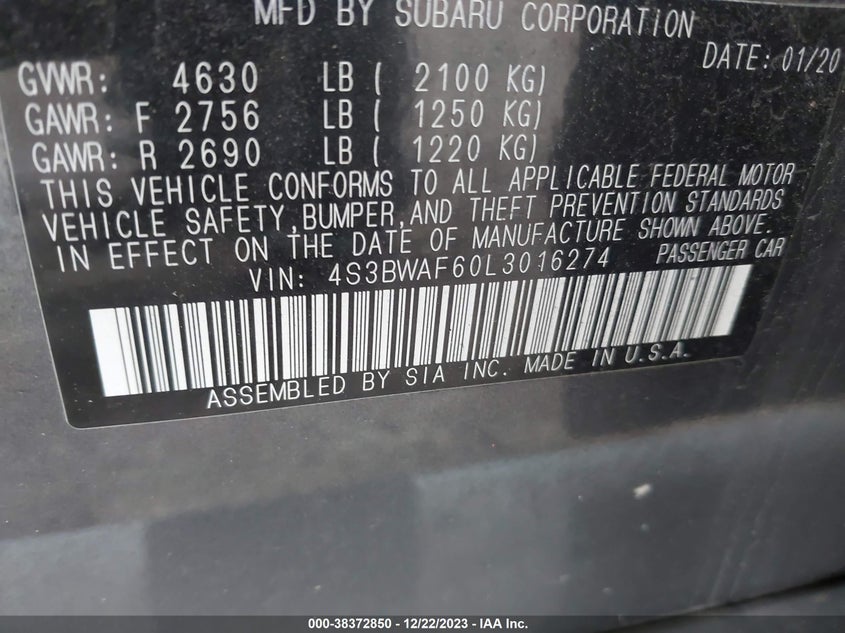 MFD BY SUBARU CORPORATION
DATE: 01/20
GVWR: 4630 LB ( 2100 KG)
GAWR: F 2756 LB ( 1250 KG)
GAWR: R 2690 LB ( 1220 KG)
THIS VEHICLE CONFORMS TO ALL APPLICABLE FEDERAL MOTOR
VEHICLE SAFETY,BUMPER,AND THEFT PREVENTION STANDARDS
IN EFFECT ON THE DATE OF MANUFACTURE SHOWN ABOVE.
VIN: 4S3BWAF60L3016274 PASSENGER CAR
ASSEMBLED BY SIA INC. MADE IN U.S.A.
000-38372850 - 12/22/2023 - IAA Inc.